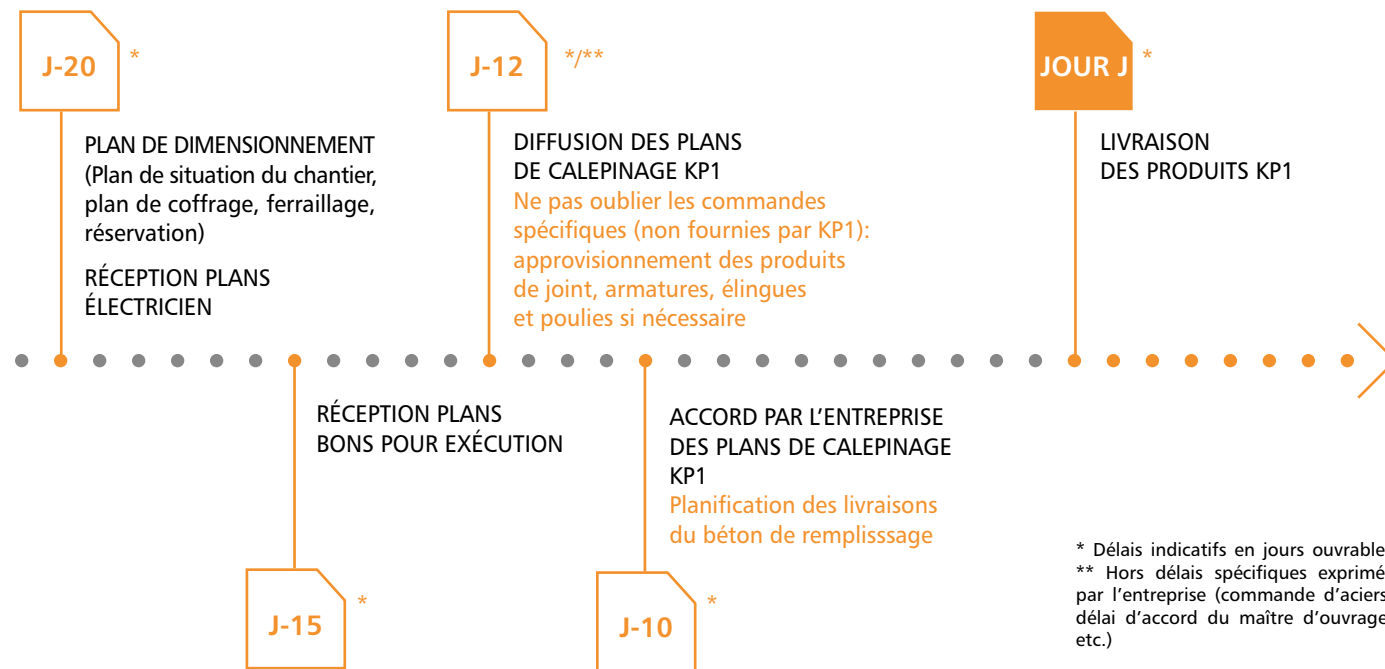 J-20 *
PLAN DE DIMENSIONNEMENT
(Plan de situation du chantier,
plan de coffrage, ferraillage,
réservation)
RÉCEPTION PLANS
ÉLECTRICIEN
J-12 */**
DIFFUSION DES PLANS
DE CALEPINAGE KP1
Ne pas oublier les commandes
spécifiques (non fournies par KP1):
approvisionnement des produits
de joint, armatures, élingues
et poulies si nécessaire
JOUR J *
LIVRAISON
DES PRODUITS KP1
RÉCEPTION PLANS
BONS POUR EXÉCUTION
J-15 *
ACCORD PAR L'ENTREPRISE
DES PLANS DE CALEPINAGE
KP1
Planification des livraisons
du béton de remplisssage
J-10 *
* Délais indicatifs en jours ouvrable
** Hors délais spécifiques exprimé
par l'entreprise (commande d'aciers
délai d'accord du maître d'ouvrage
etc.)